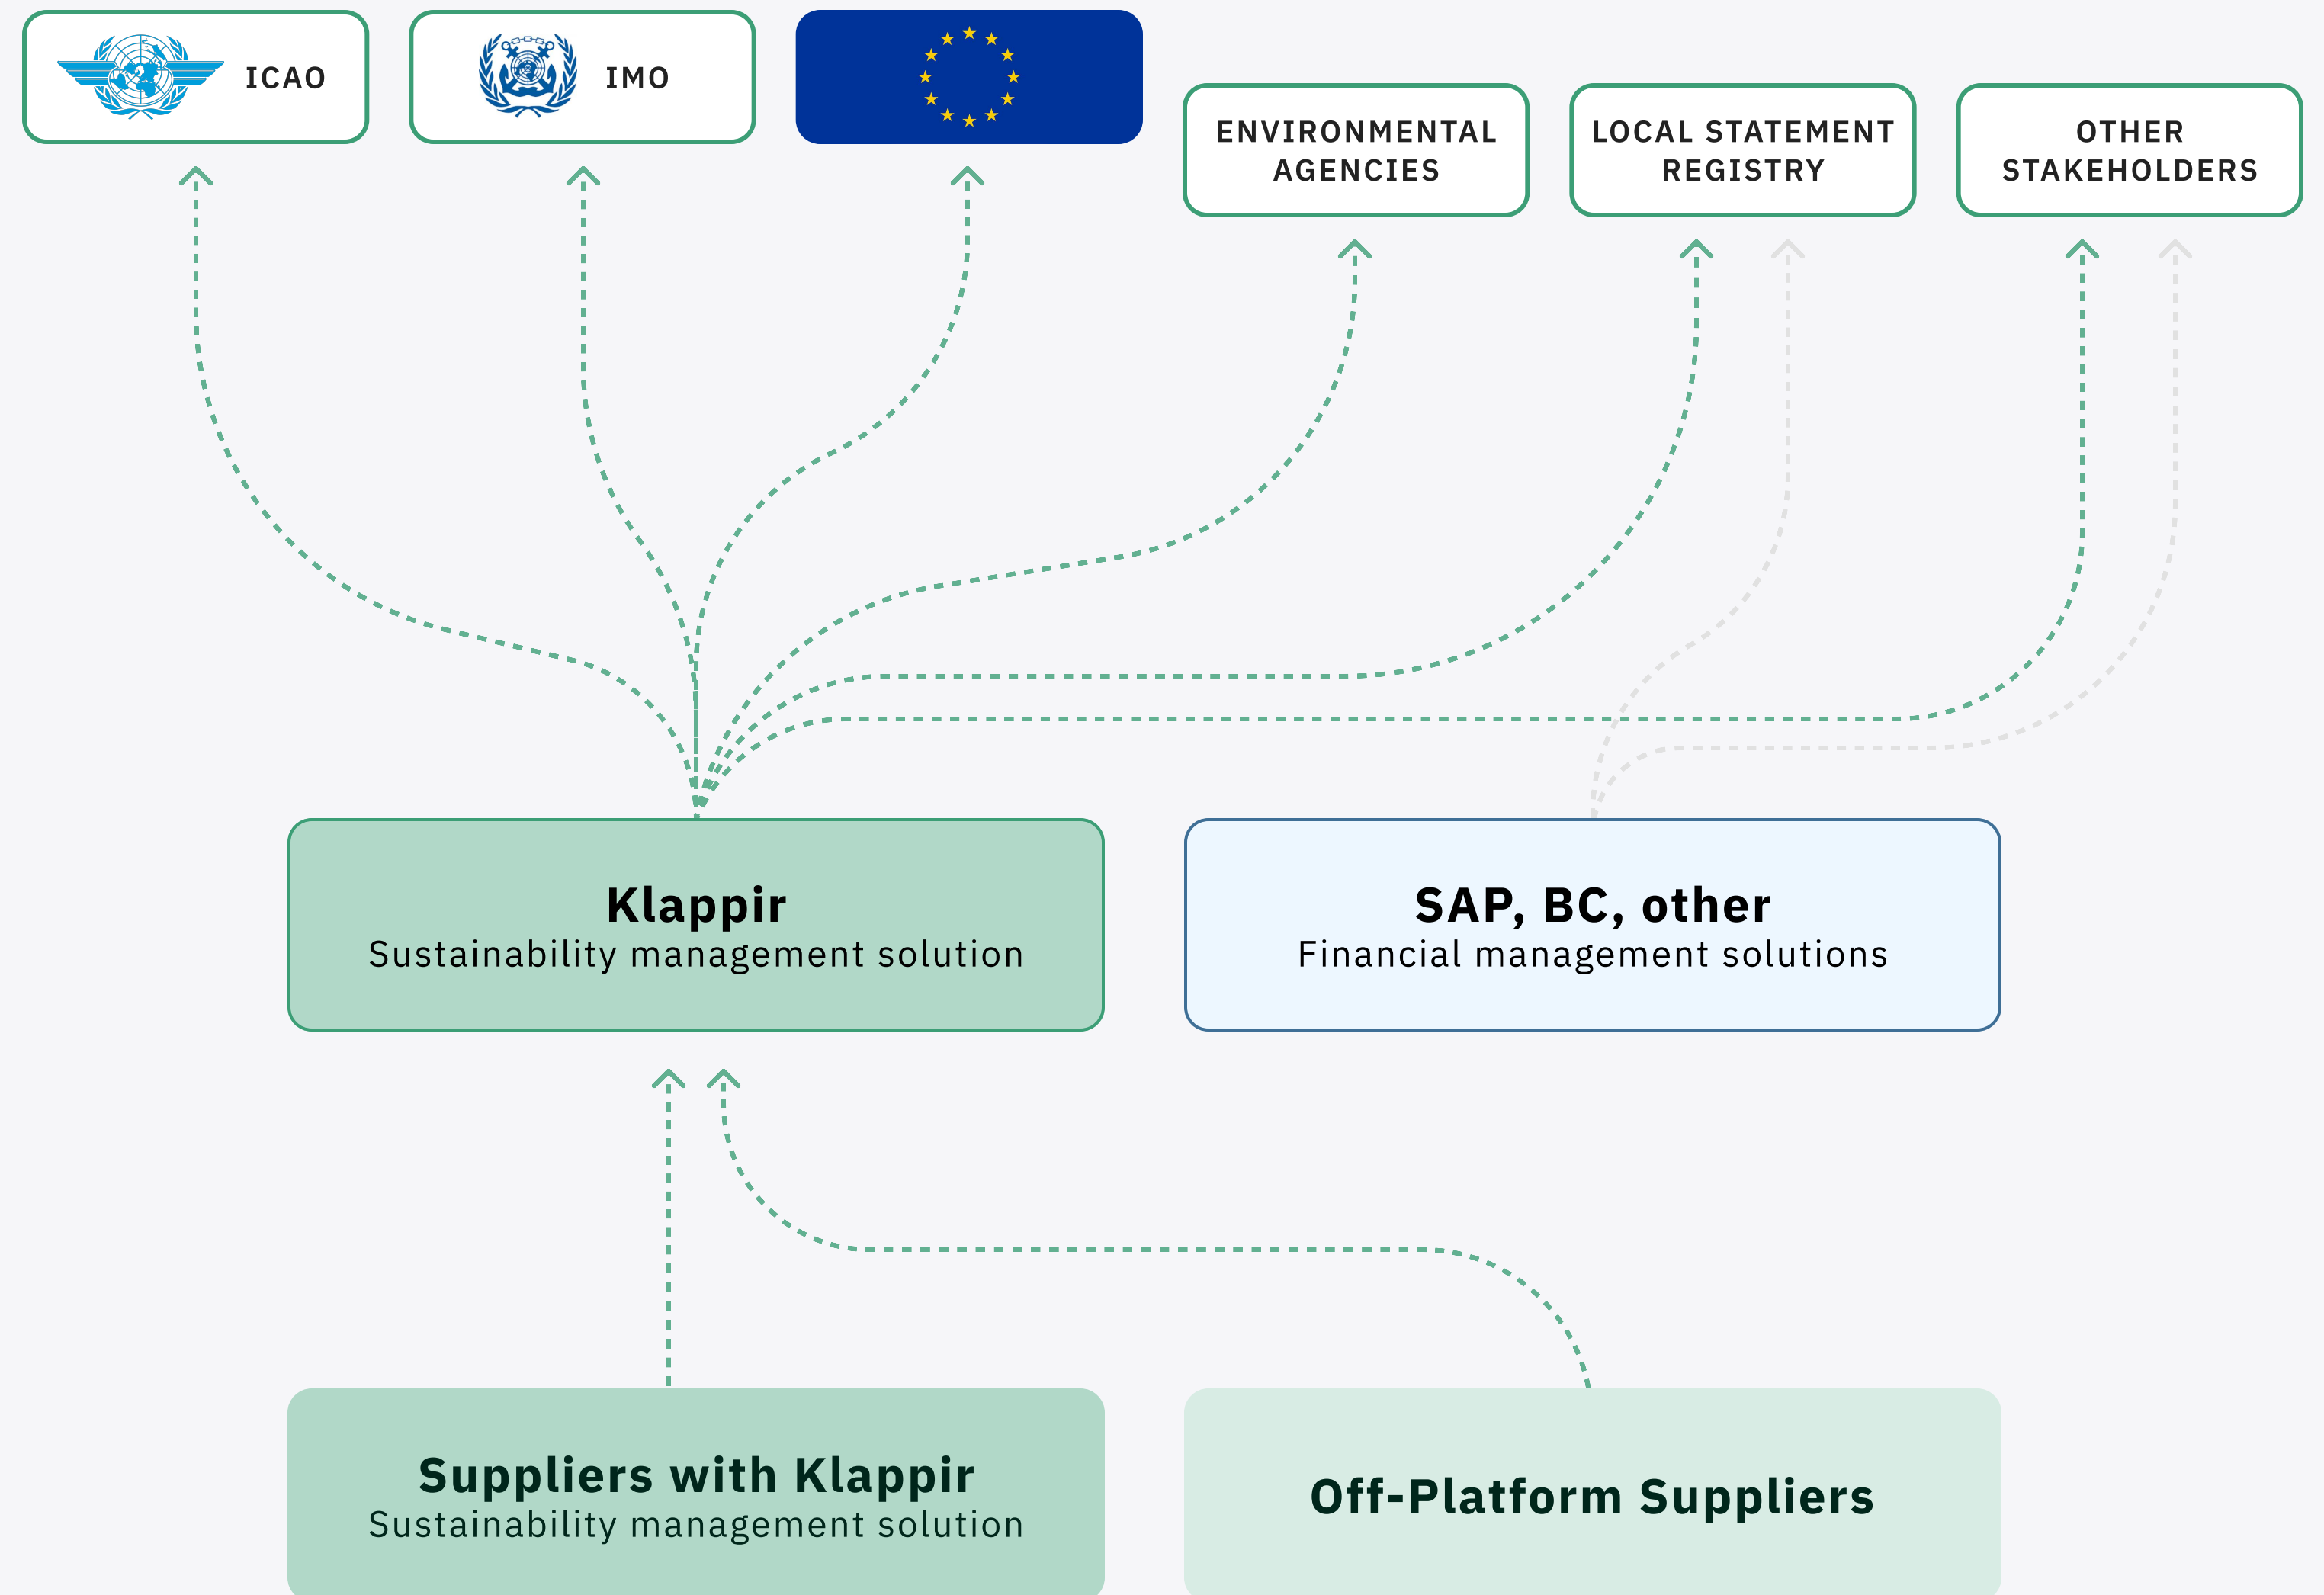 ICAO
IMO
ENVIRONMENTAL
AGENCIES
LOCAL STATEMENT
REGISTRY
OTHER
STAKEHOLDERS
Klappir
Sustainability management solution
SAP, BC, other
Financial management solutions
Suppliers with Klappir
Sustainability management solution
Off-Platform Suppliers